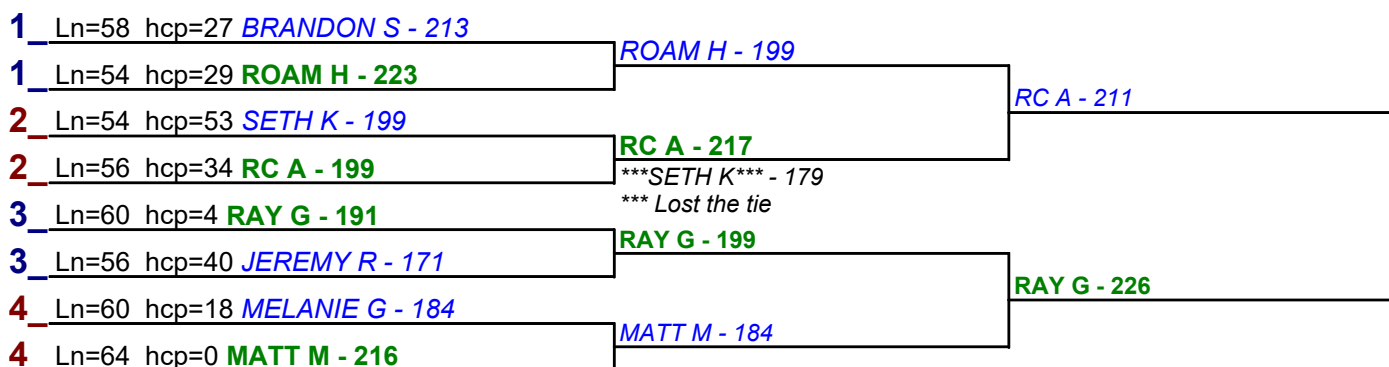 1_ Ln=58 hcp=27 BRANDON S - 213
ROAM H - 199
1_ Ln=54 hcp=29 ROAM H - 223
RC A - 211
2_ Ln=54 hcp=53 SETH K - 199
RC A - 217
2_ Ln=56 hcp=34 RC A - 199
***SETH K*** - 179
*** Lost the tie
3_ Ln=60 hcp=4 RAY G - 191
RAY G - 199
3_ Ln=56 hcp=40 JEREMY R - 171
RAY G - 226
4_ Ln=60 hcp=18 MELANIE G - 184
MATT M - 184
4 Ln=64 hcp=0 MATT M - 216